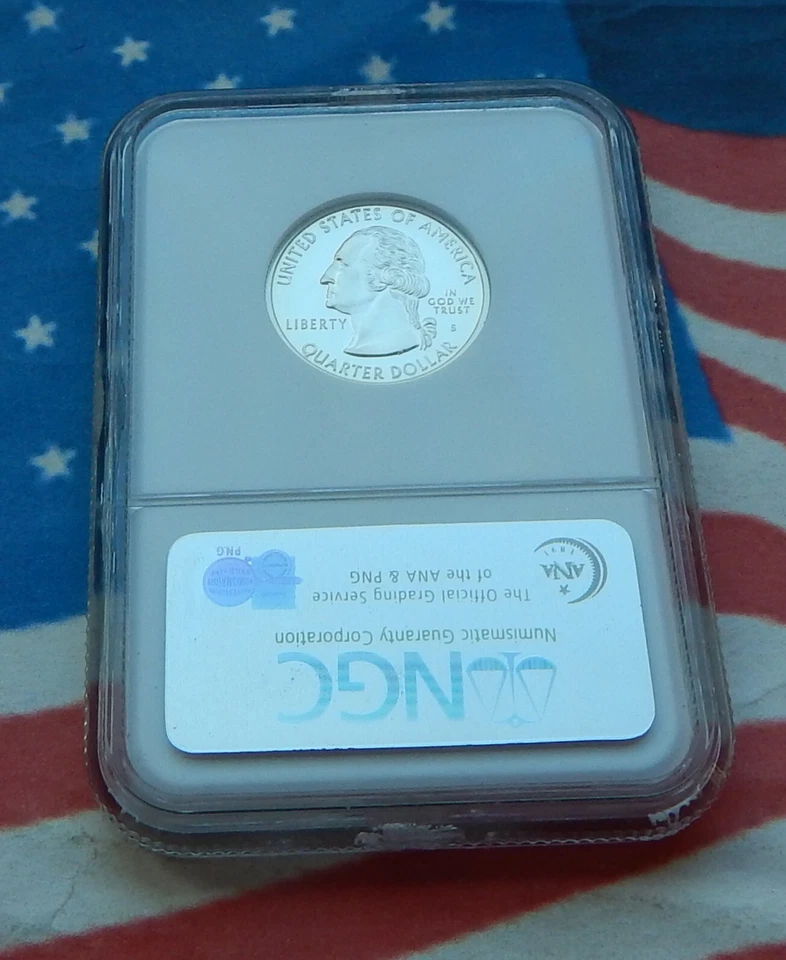 UNITED STATES OF AMERICA
IN
GOD WE
TRUST
LIBERTY
S
QUARTER DOLLAR
NGC
Numismatic Guaranty Corporation
The Official Grading Service
of the ANA & PNG
ANA
1891
PNG